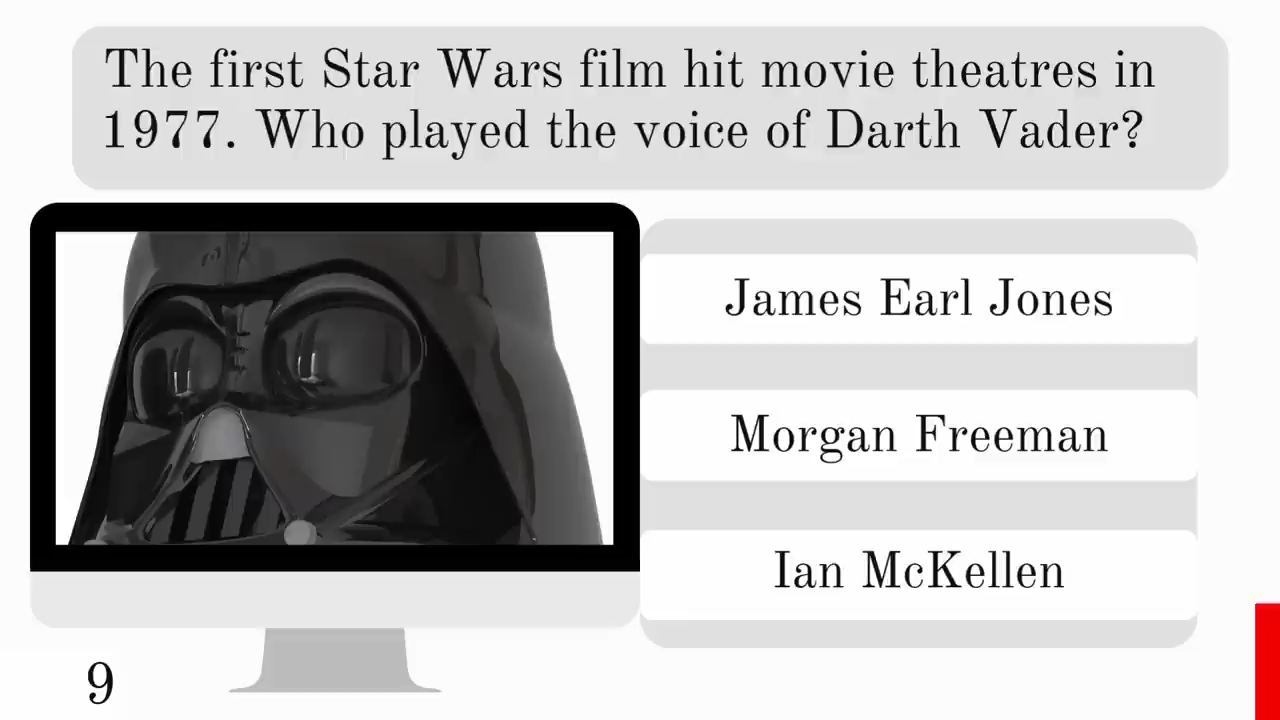 The first Star Wars film hit movie theatres in
1977. Who played the voice of Darth Vader?
James Earl Jones
Morgan Freeman
Ian McKellen
9